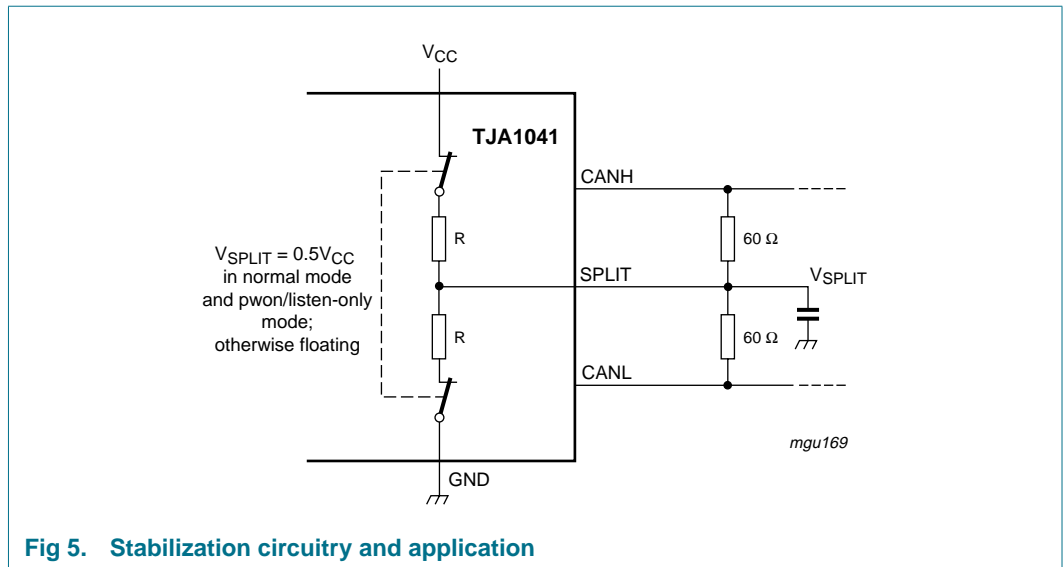 VCC
TJA1041
CANH
R
60 Ω
VSPLIT = 0.5VCC
in normal mode
and pwon/listen-only
mode;
otherwise floating
SPLIT
VSPLIT
R
60 Ω
CANL
mgu169
GND
Fig 5. Stabilization circuitry and application